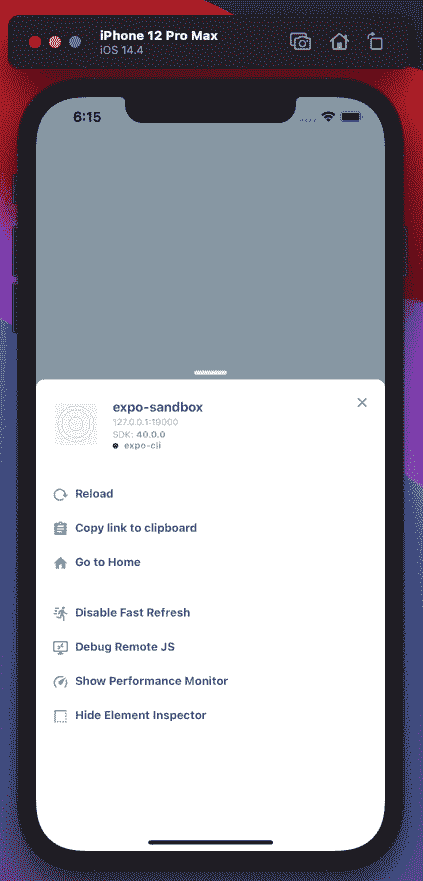 iPhone 12 Pro Max
iOS 14.4
6:15
expo-sandbox
127.0.0.1:19000
SDK: 40.0.0
expo-cli
Reload
Copy link to clipboard
Go to Home
Disable Fast Refresh
Debug Remote JS
Show Performance Monitor
Hide Element Inspector